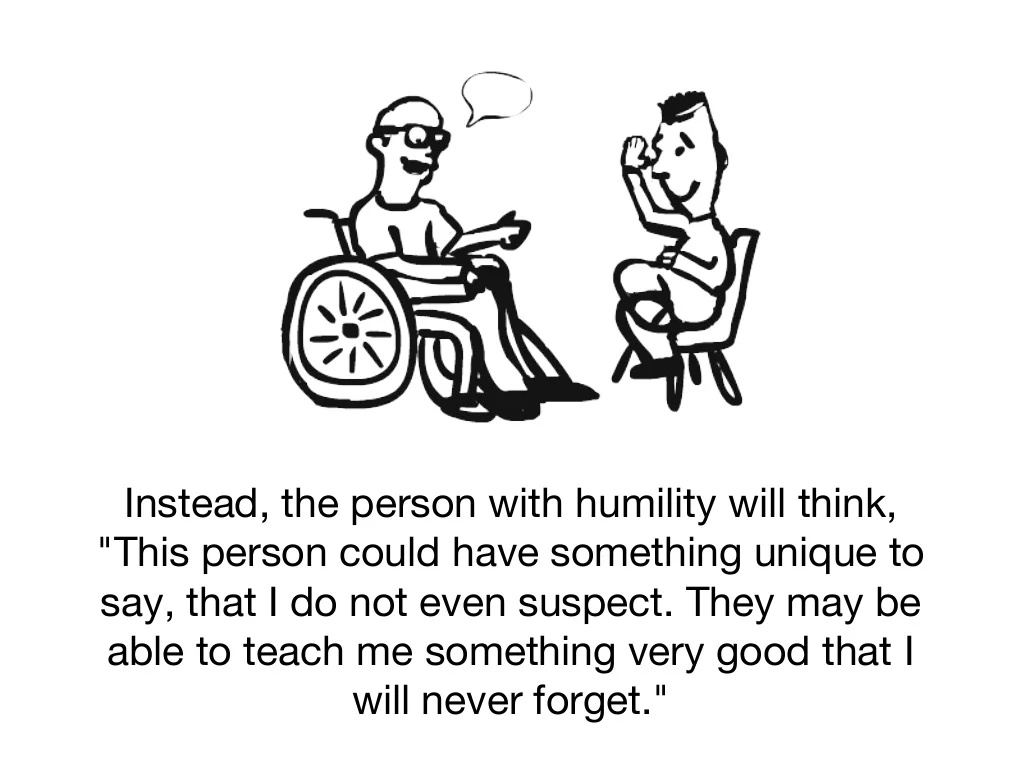 Instead, the person with humility will think,
"This person could have something unique to
say, that I do not even suspect. They may be
able to teach me something very good that I
will never forget."